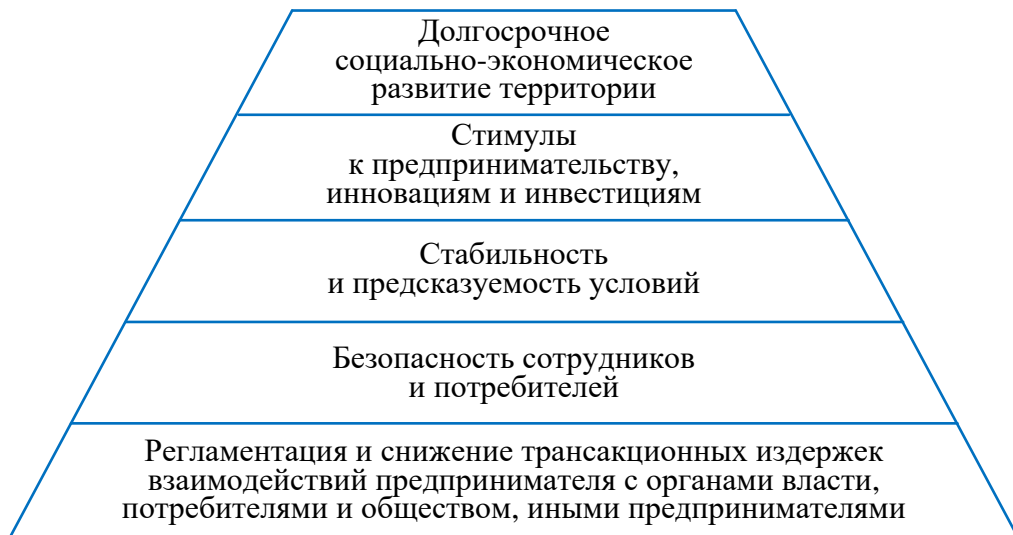 Долгосрочное
социально-экономическое
развитие территории
Стимулы
к предпринимательству,
инновациям и инвестициям
Стабильность
и предсказуемость условий
Безопасность сотрудников
и потребителей
Регламентация и снижение трансакционных издержек
взаимодействий предпринимателя с органами власти,
потребителями и обществом, иными предпринимателями